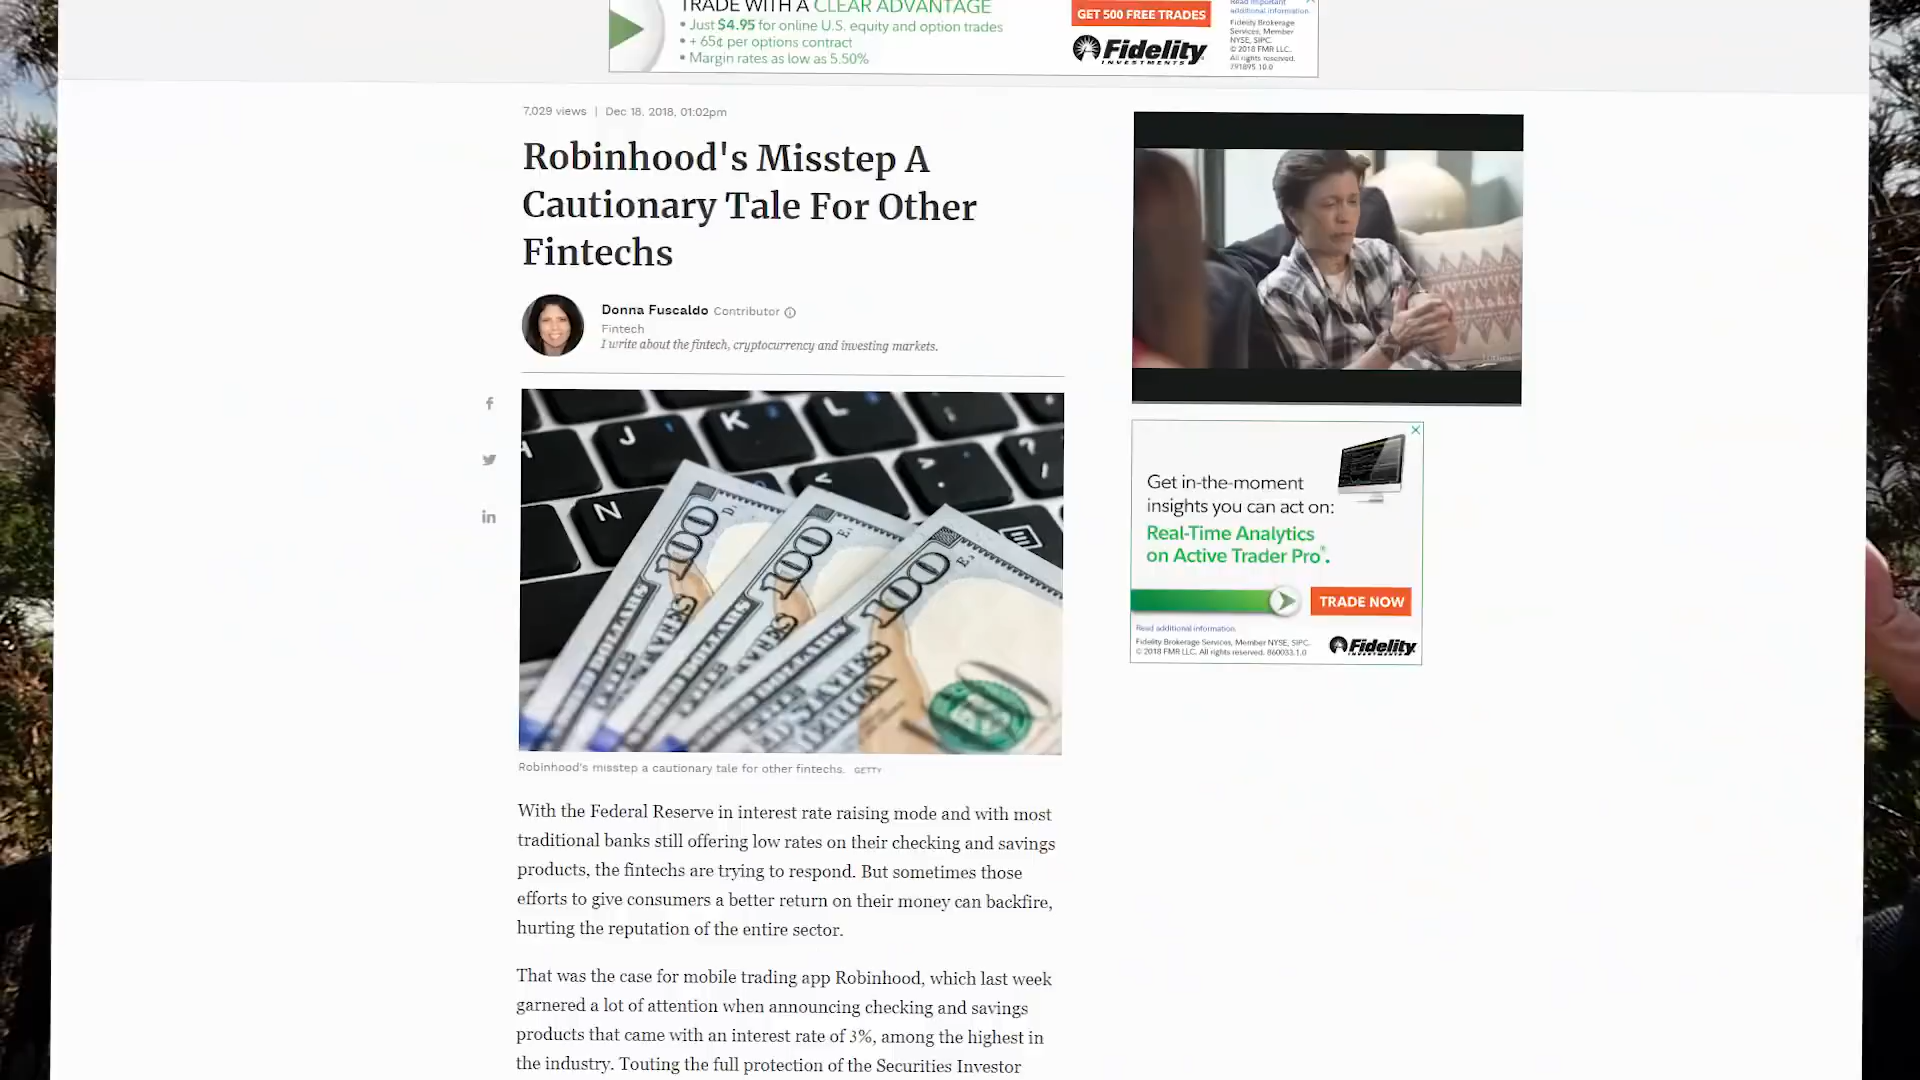 TRADE WITH A CLEAR ADVANTAGE
• Just $4.95 for online U.S. equity and option trades
• + 65¢ per options contract
• Margin rates as low as 5.50%
GET 500 FREE TRADES
Fidelity
INVESTMENTS
Read important
additional information.
Fidelity Brokerage
Services, Member
NYSE, SIPC.
© 2018 FMR LLC.
All rights reserved.
791895 10.0
7,029 views | Dec 18, 2018, 01:02pm
Robinhood's Misstep A
Cautionary Tale For Other
Fintechs
Donna Fuscaldo Contributor
Fintech
I write about the fintech, cryptocurrency and investing markets.
f
in
J
K
L
N
100
100
100
Robinhood's misstep a cautionary tale for other fintechs. GETTY
With the Federal Reserve in interest rate raising mode and with most
traditional banks still offering low rates on their checking and savings
products, the fintechs are trying to respond. But sometimes those
efforts to give consumers a better return on their money can backfire,
hurting the reputation of the entire sector.
That was the case for mobile trading app Robinhood, which last week
garnered a lot of attention when announcing checking and savings
products that came with an interest rate of 3%, among the highest in
the industry. Touting the full protection of the Securities Investor
Get in-the-moment
insights you can act on:
Real-Time Analytics
on Active Trader Pro®.
TRADE NOW
Read additional information.
Fidelity Brokerage Services, Member NYSE, SIPC.
© 2018 FMR LLC. All rights reserved. 860033.1.0
Fidelity
INVESTMENTS